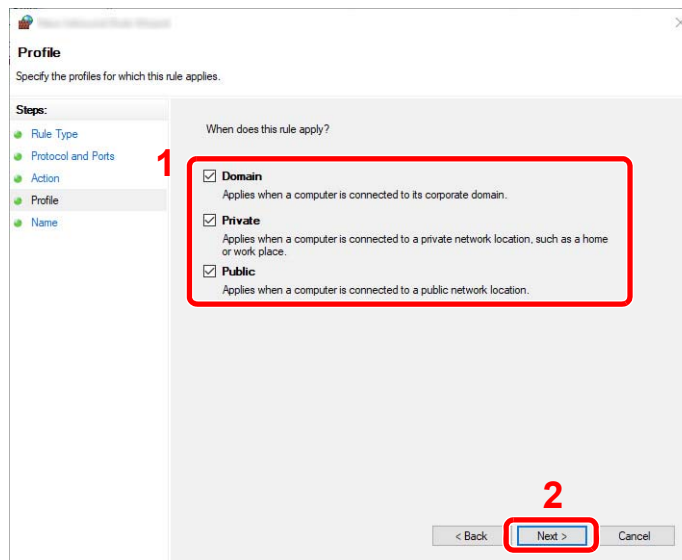 Profile
Specify the profiles for which this rule applies.
Steps:
Rule Type
Protocol and Ports
Action
Profile
Name
When does this rule apply?
1
Domain
Applies when a computer is connected to its corporate domain.
Private
Applies when a computer is connected to a private network location, such as a home
or work place.
Public
Applies when a computer is connected to a public network location.
2
< Back
Next >
Cancel